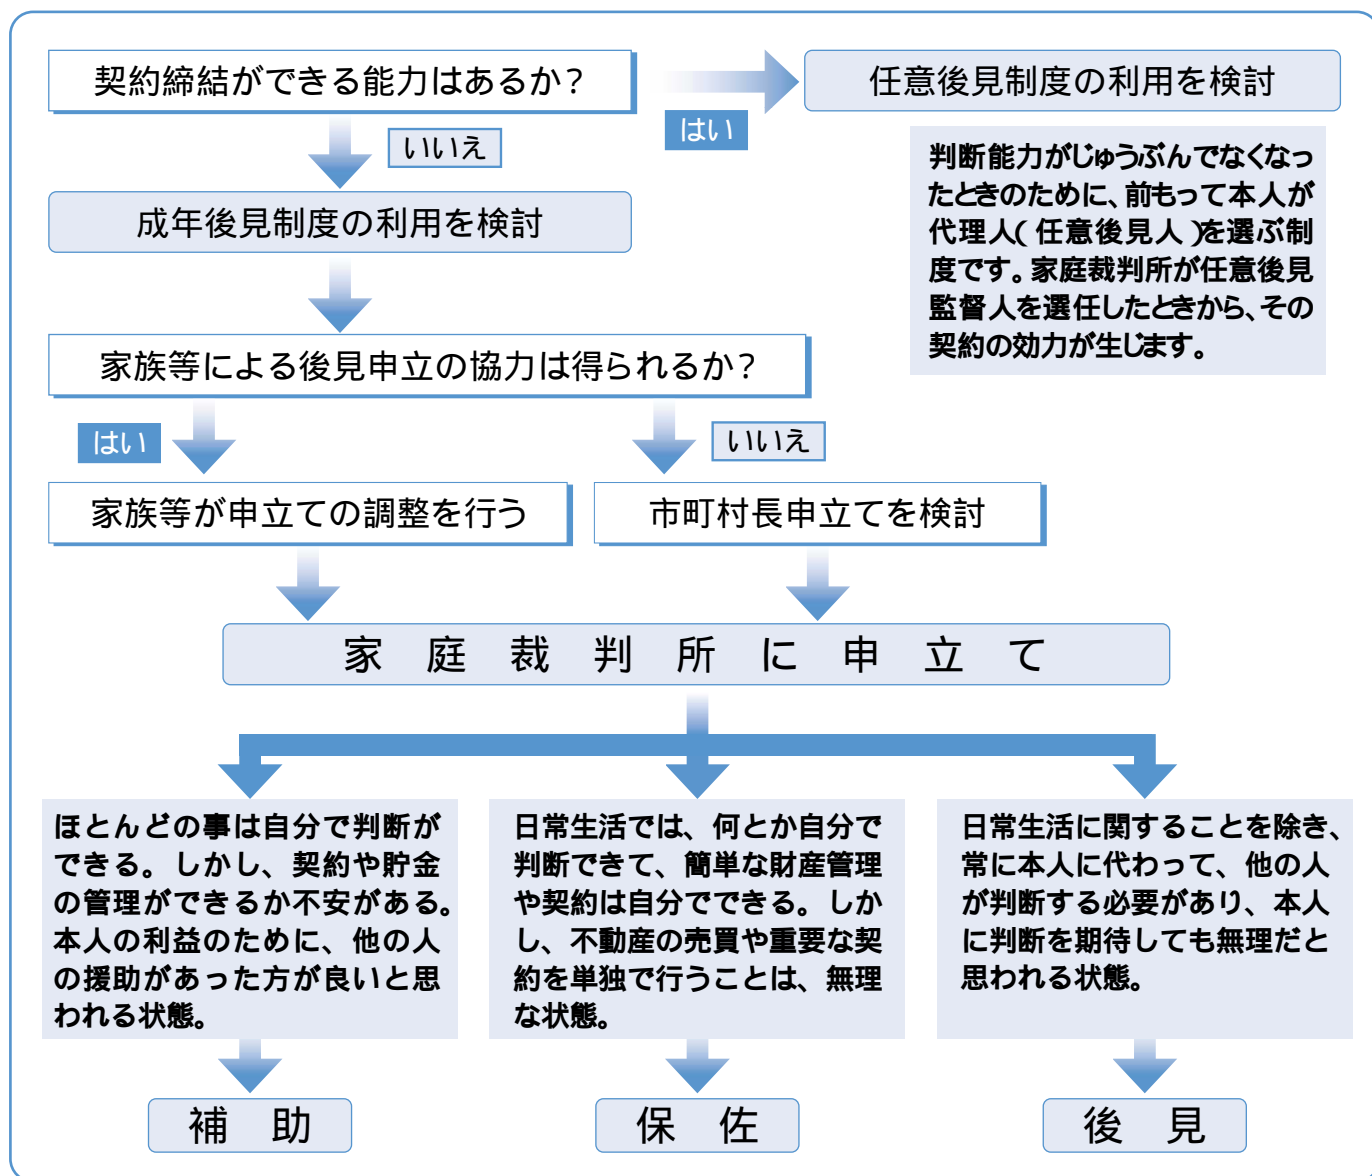 契約締結ができる能力はあるか?
はい
任意後見制度の利用を検討
判断能力がじゅうぶんでなくなっ
たときのために、前もって本人が
代理人(任意後見人)を選ぶ制
度です。家庭裁判所が任意後見
監督人を選任したときから、その
契約の効力が生じます。
いいえ
成年後見制度の利用を検討
家族等による後見申立の協力は得られるか?
はい
いいえ
家族等が申立ての調整を行う
市町村長申立てを検討
家庭裁判所に申立て
ほとんどの事は自分で判断が
できる。しかし、契約や貯金
の管理ができるか不安がある。
本人の利益のために、他の人
の援助があった方が良いと思
われる状態。
日常生活では、何とか自分で
判断できて、簡単な財産管理
や契約は自分でできる。しか
し、不動産の売買や重要な契
約を単独で行うことは、無理
な状態。
日常生活に関することを除き、
常に本人に代わって、他の人
が判断する必要があり、本人
に判断を期待しても無理だと
思われる状態。
補助
保佐
後見